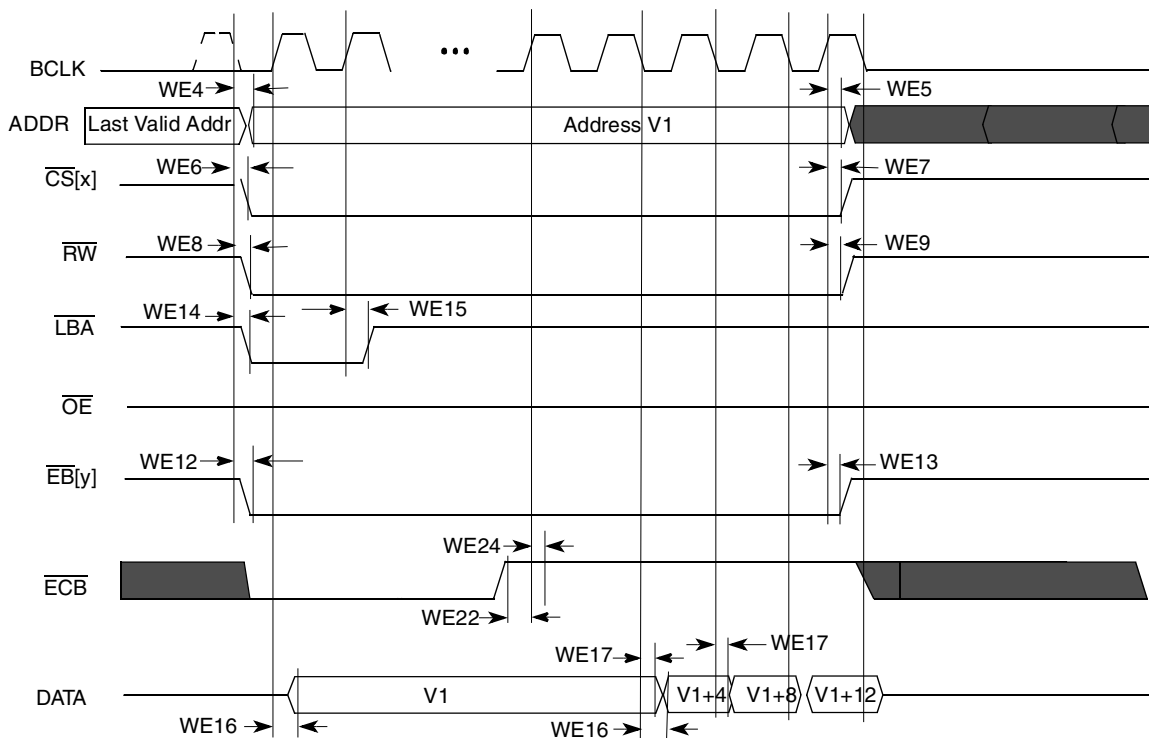 BCLK
•••
WE4
WE5
ADDR
Last Valid Addr
Address V1
WE6
WE7
CS[x]
WE8
WE9
RW
WE14
WE15
LBA
OE
WE12
WE13
EB[y]
WE24
ECB
WE22
WE17
WE17
DATA
V1
V1+4
V1+8
V1+12
WE16
WE16